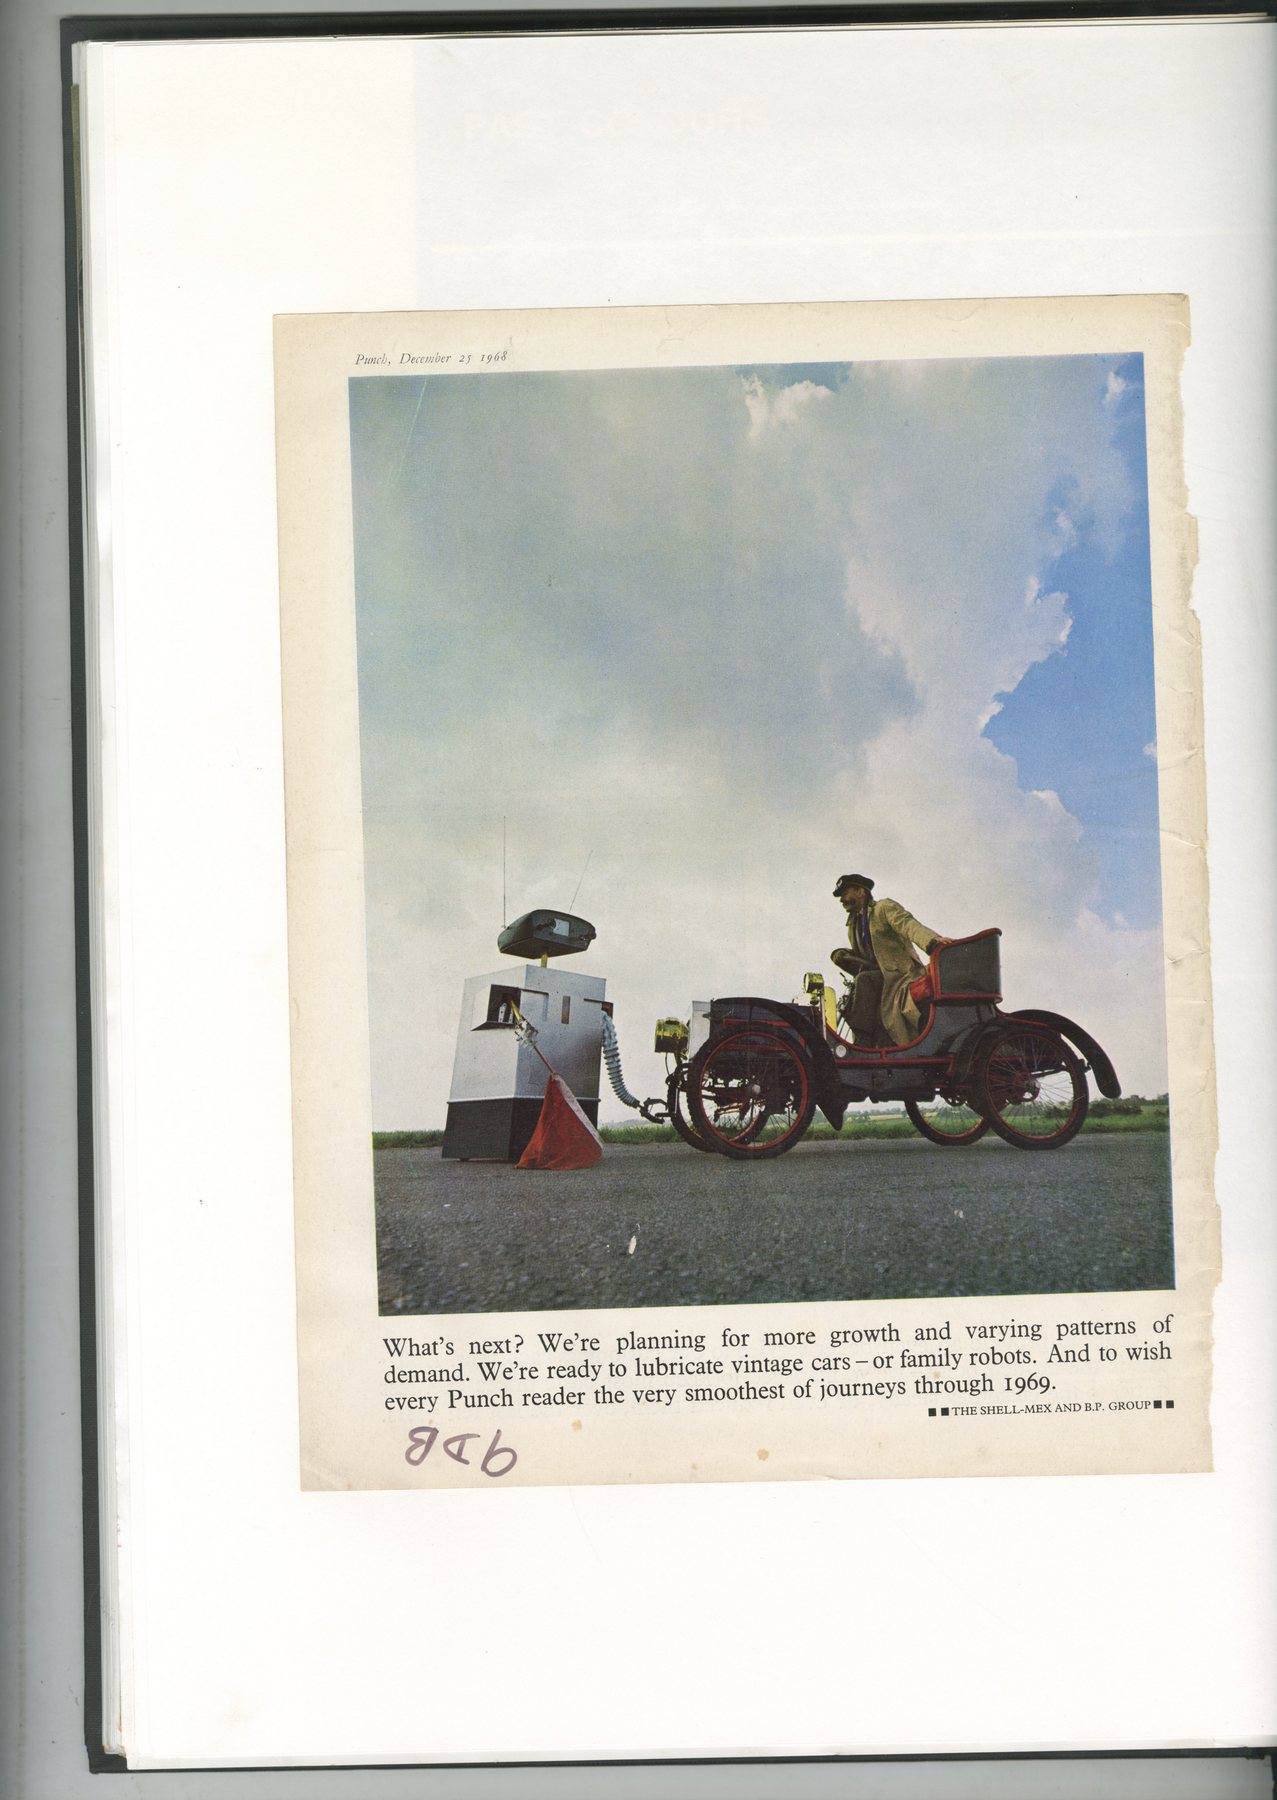 Punch, December 25 1968
What's next? We're planning for more growth and varying patterns of
demand. We're ready to lubricate vintage cars – or family robots. And to wish
every Punch reader the very smoothest of journeys through 1969.
■ ■ THE SHELL-MEX AND B.P. GROUP ■ ■